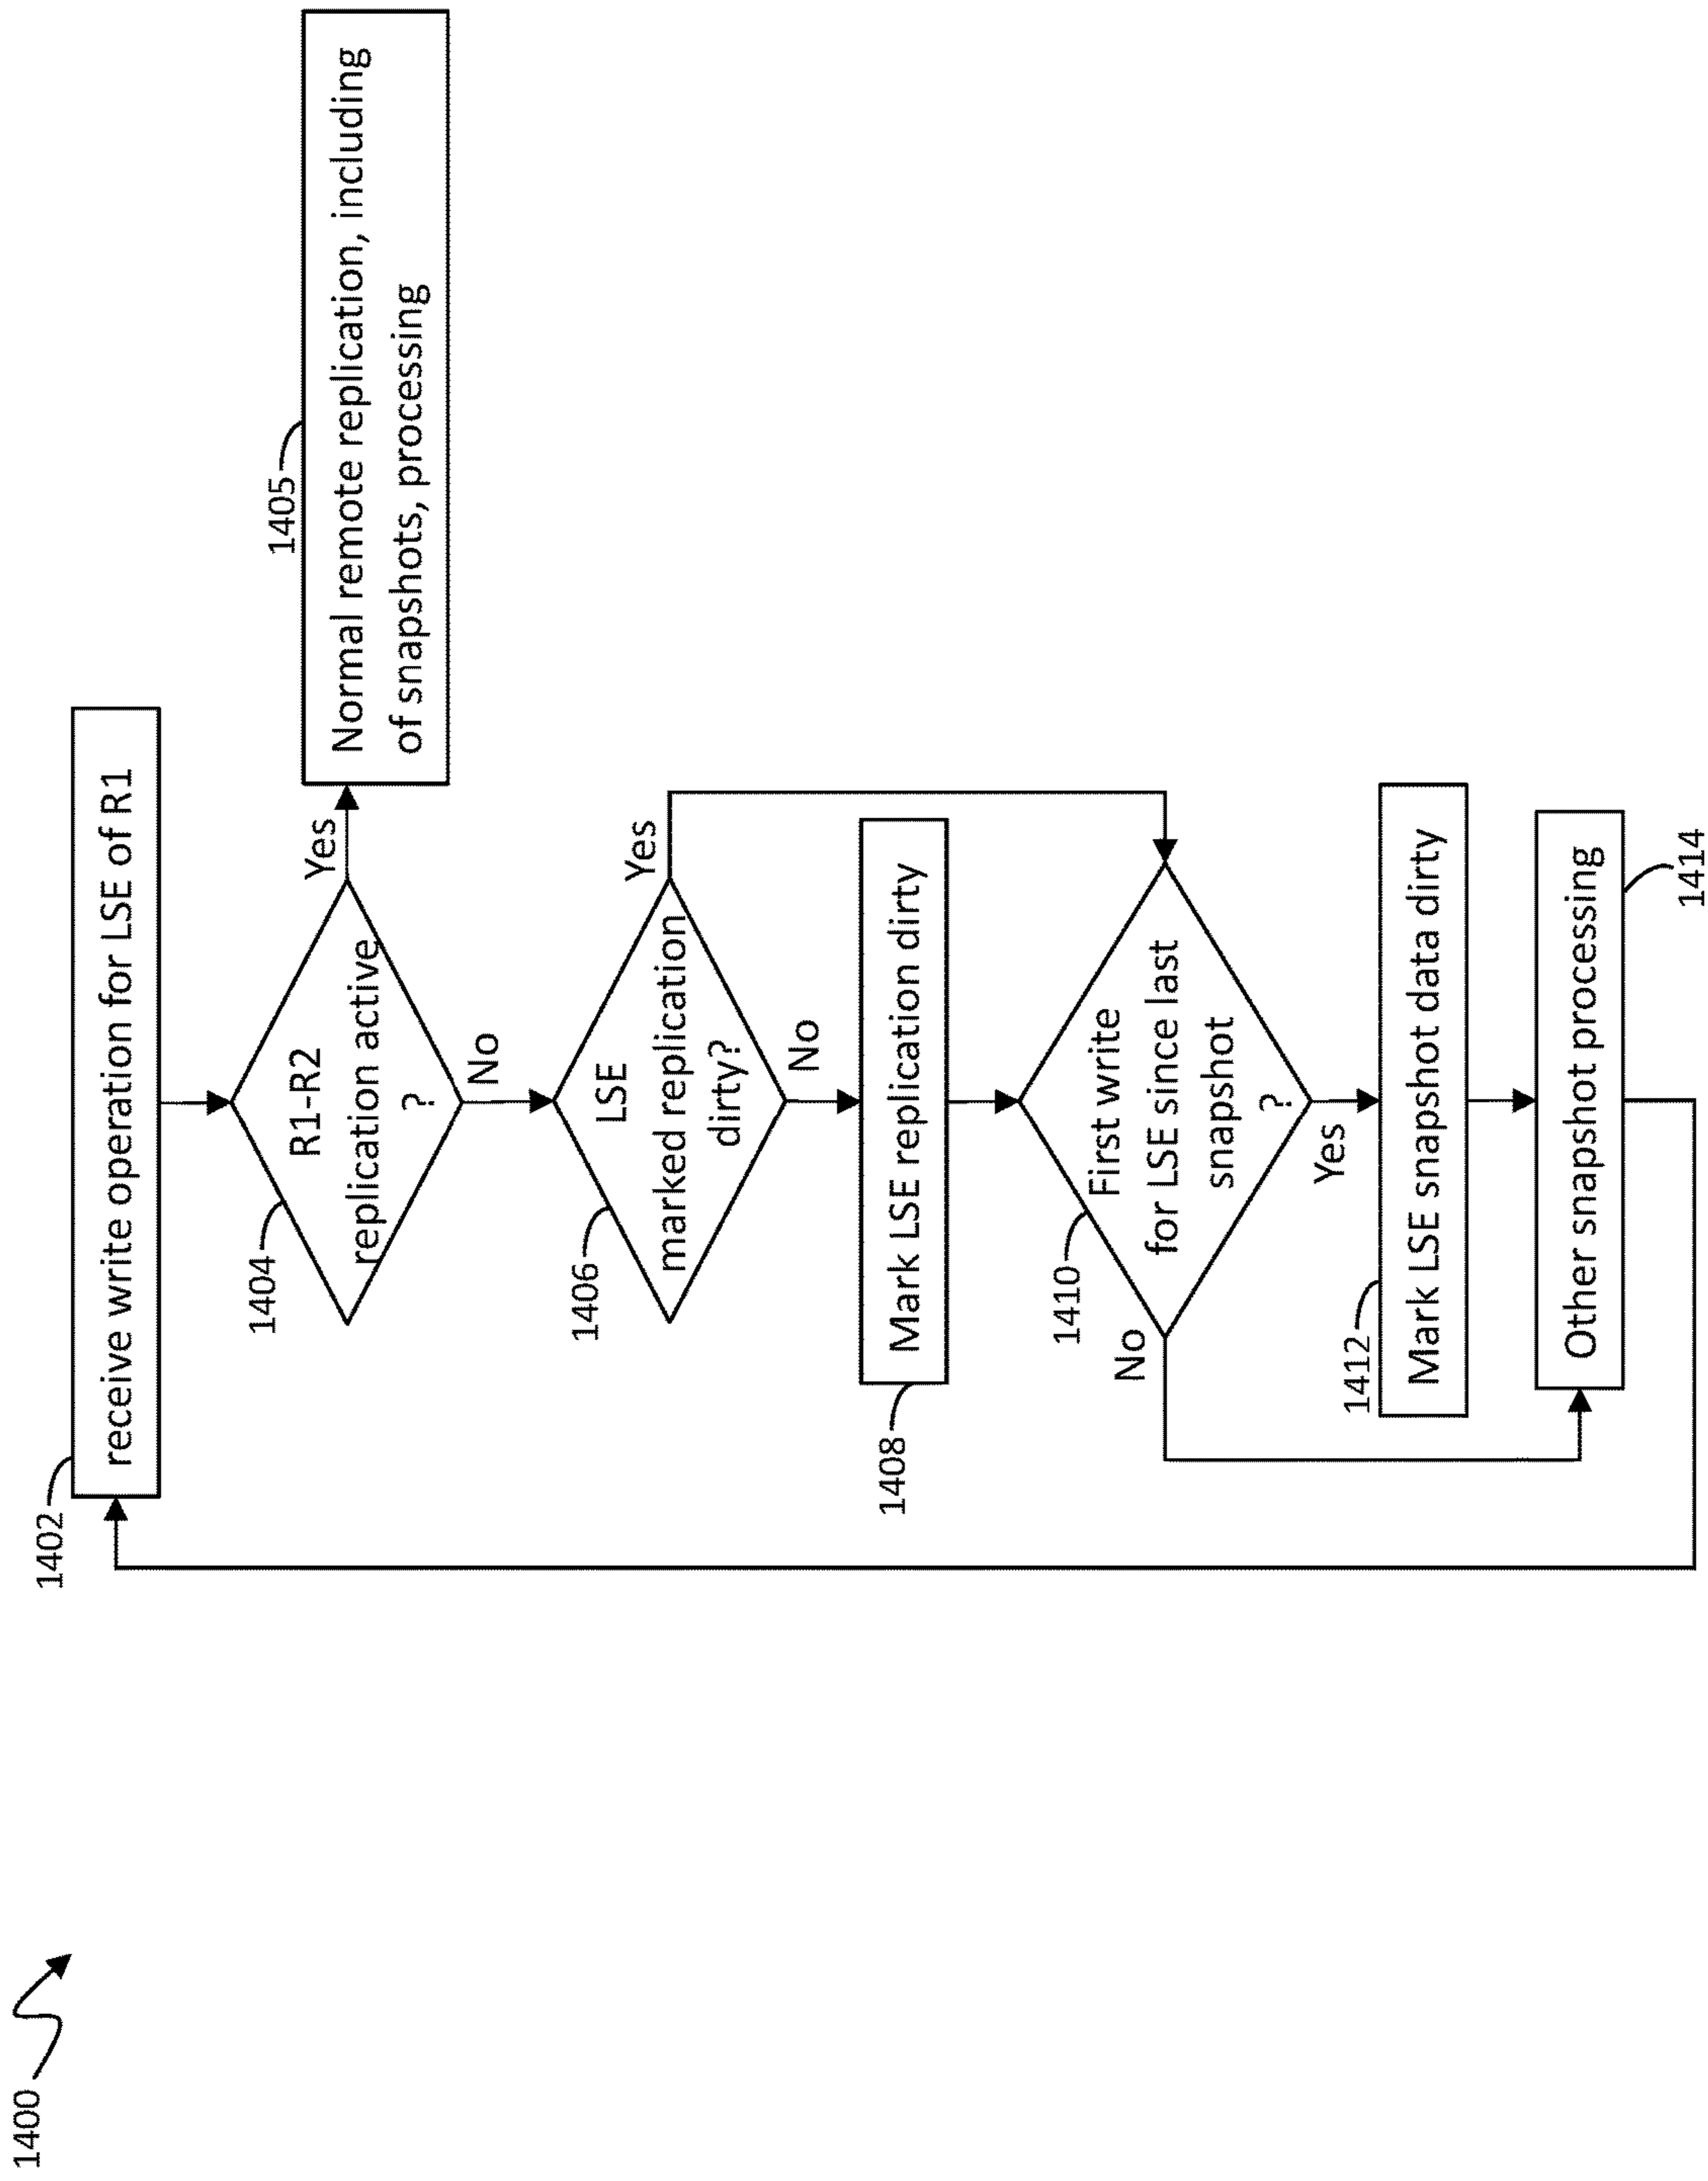 1400
1402
receive write operation for LSE of R1
1404
R1-R2
replication active
?
Yes
1405
Normal remote replication, including
of snapshots, processing
No
1406
LSE
marked replication
dirty?
Yes
No
1408
Mark LSE replication dirty
1410
First write
for LSE since last
snapshot
?
No
Yes
1412
Mark LSE snapshot data dirty
Other snapshot processing
1414